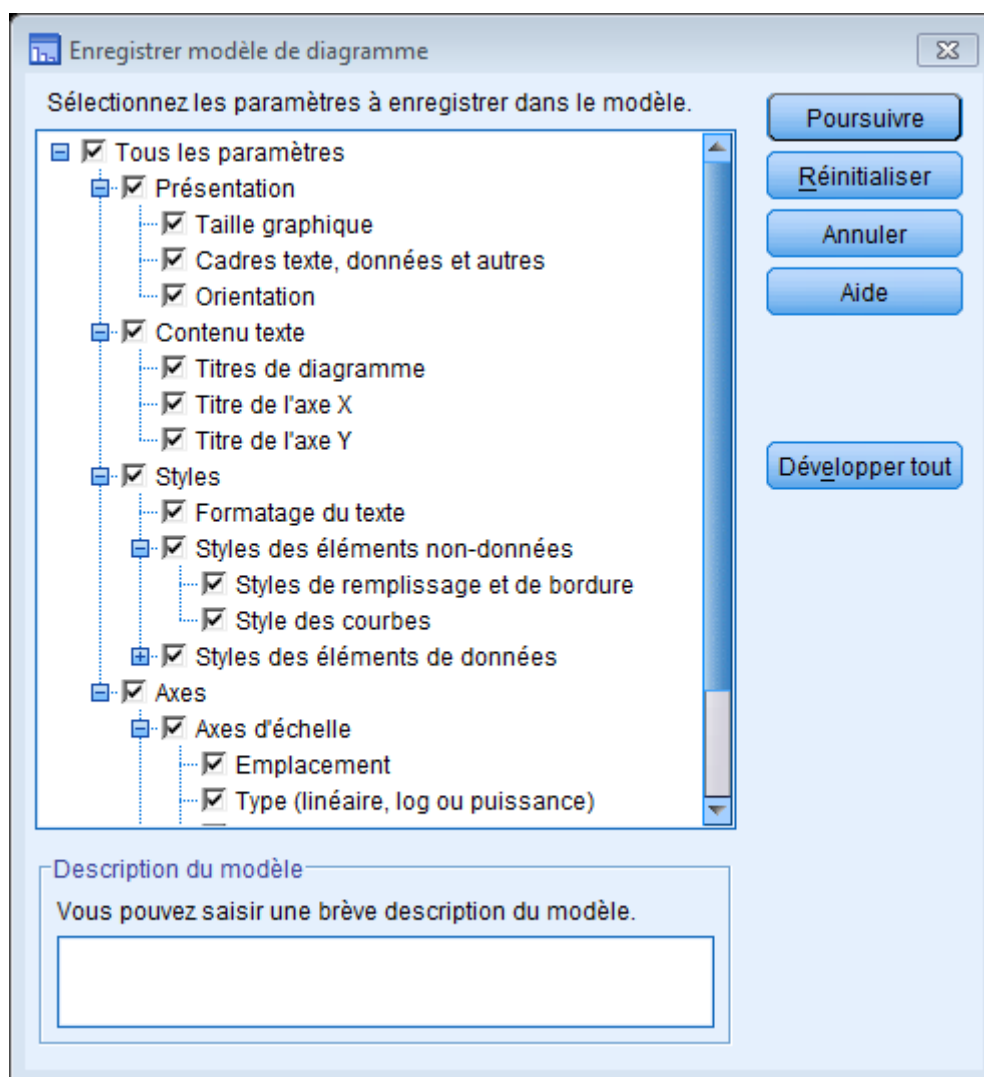 Enregistrer modèle de diagramme
Sélectionnez les paramètres à enregistrer dans le modèle.
Tous les paramètres
Présentation
Taille graphique
Cadres texte, données et autres
Orientation
Contenu texte
Titres de diagramme
Titre de l'axe X
Titre de l'axe Y
Styles
Formatage du texte
Styles des éléments non-données
Styles de remplissage et de bordure
Style des courbes
Styles des éléments de données
Axes
Axes d'échelle
Emplacement
Type (linéaire, log ou puissance)
Poursuivre
Réinitialiser
Annuler
Aide
Développer tout
Description du modèle
Vous pouvez saisir une brève description du modèle.